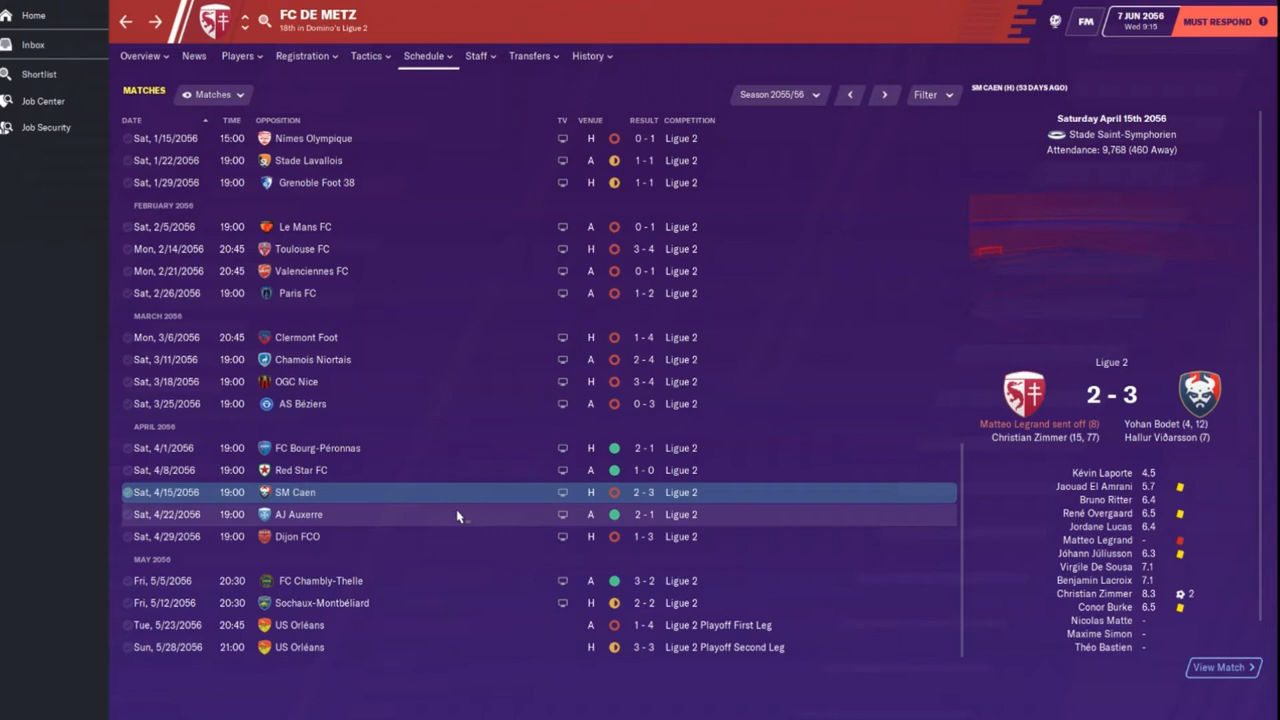 Home
Inbox
Shortlist
Job Center
Job Security
FC DE METZ
18th in Domino's Ligue 2
FM
7 JUN 2056
Wed 9:15
MUST RESPOND
Overview News Players Registration Tactics Schedule Staff Transfers History
MATCHES Matches Season 2055/56 Filter
DATE TIME OPPOSITION TV VENUE RESULT COMPETITION
Sat, 1/15/2056 15:00 Nîmes Olympique H 0 - 1 Ligue 2
Sat, 1/22/2056 19:00 Stade Lavallois A 1 - 1 Ligue 2
Sat, 1/29/2056 19:00 Grenoble Foot 38 H 1 - 1 Ligue 2
FEBRUARY 2056
Sat, 2/5/2056 19:00 Le Mans FC A 0 - 1 Ligue 2
Mon, 2/14/2056 20:45 Toulouse FC H 3 - 4 Ligue 2
Mon, 2/21/2056 20:45 Valenciennes FC A 0 - 1 Ligue 2
Sat, 2/26/2056 19:00 Paris FC A 1 - 2 Ligue 2
MARCH 2056
Mon, 3/6/2056 20:45 Clermont Foot H 1 - 4 Ligue 2
Sat, 3/11/2056 19:00 Chamois Niortais A 2 - 4 Ligue 2
Sat, 3/18/2056 19:00 OGC Nice H 3 - 4 Ligue 2
Sat, 3/25/2056 19:00 AS Béziers A 0 - 3 Ligue 2
APRIL 2056
Sat, 4/1/2056 19:00 FC Bourg-Péronnas H 2 - 1 Ligue 2
Sat, 4/8/2056 19:00 Red Star FC A 1 - 0 Ligue 2
Sat, 4/15/2056 19:00 SM Caen H 2 - 3 Ligue 2
Sat, 4/22/2056 19:00 AJ Auxerre A 2 - 1 Ligue 2
Sat, 4/29/2056 19:00 Dijon FCO H 1 - 3 Ligue 2
MAY 2056
Fri, 5/5/2056 20:30 FC Chambly-Thelle A 3 - 2 Ligue 2
Fri, 5/12/2056 20:30 Sochaux-Montbéliard H 2 - 2 Ligue 2
Tue, 5/23/2056 20:45 US Orléans A 1 - 4 Ligue 2 Playoff First Leg
Sun, 5/28/2056 21:00 US Orléans H 3 - 3 Ligue 2 Playoff Second Leg
SM CAEN (H) (53 DAYS AGO)
Saturday April 15th 2056
Stade Saint-Symphorien
Attendance: 9,768 (460 Away)
Ligue 2
2 - 3
Matteo Legrand sent off (8) Yohan Bodet (4, 12)
Christian Zimmer (15, 77) Hallur Viðarsson (7)
Kévin Laporte 4.5
Jaouad El Amrani 5.7
Bruno Ritter 6.4
René Overgaard 6.5
Jordane Lucas 6.4
Matteo Legrand -
Jóhann Júlíusson 6.3
Virgile De Sousa 7.1
Benjamin Lacroix 7.1
Christian Zimmer 8.3 2
Conor Burke 6.5
Nicolas Matte -
Maxime Simon -
Théo Bastien -
View Match >